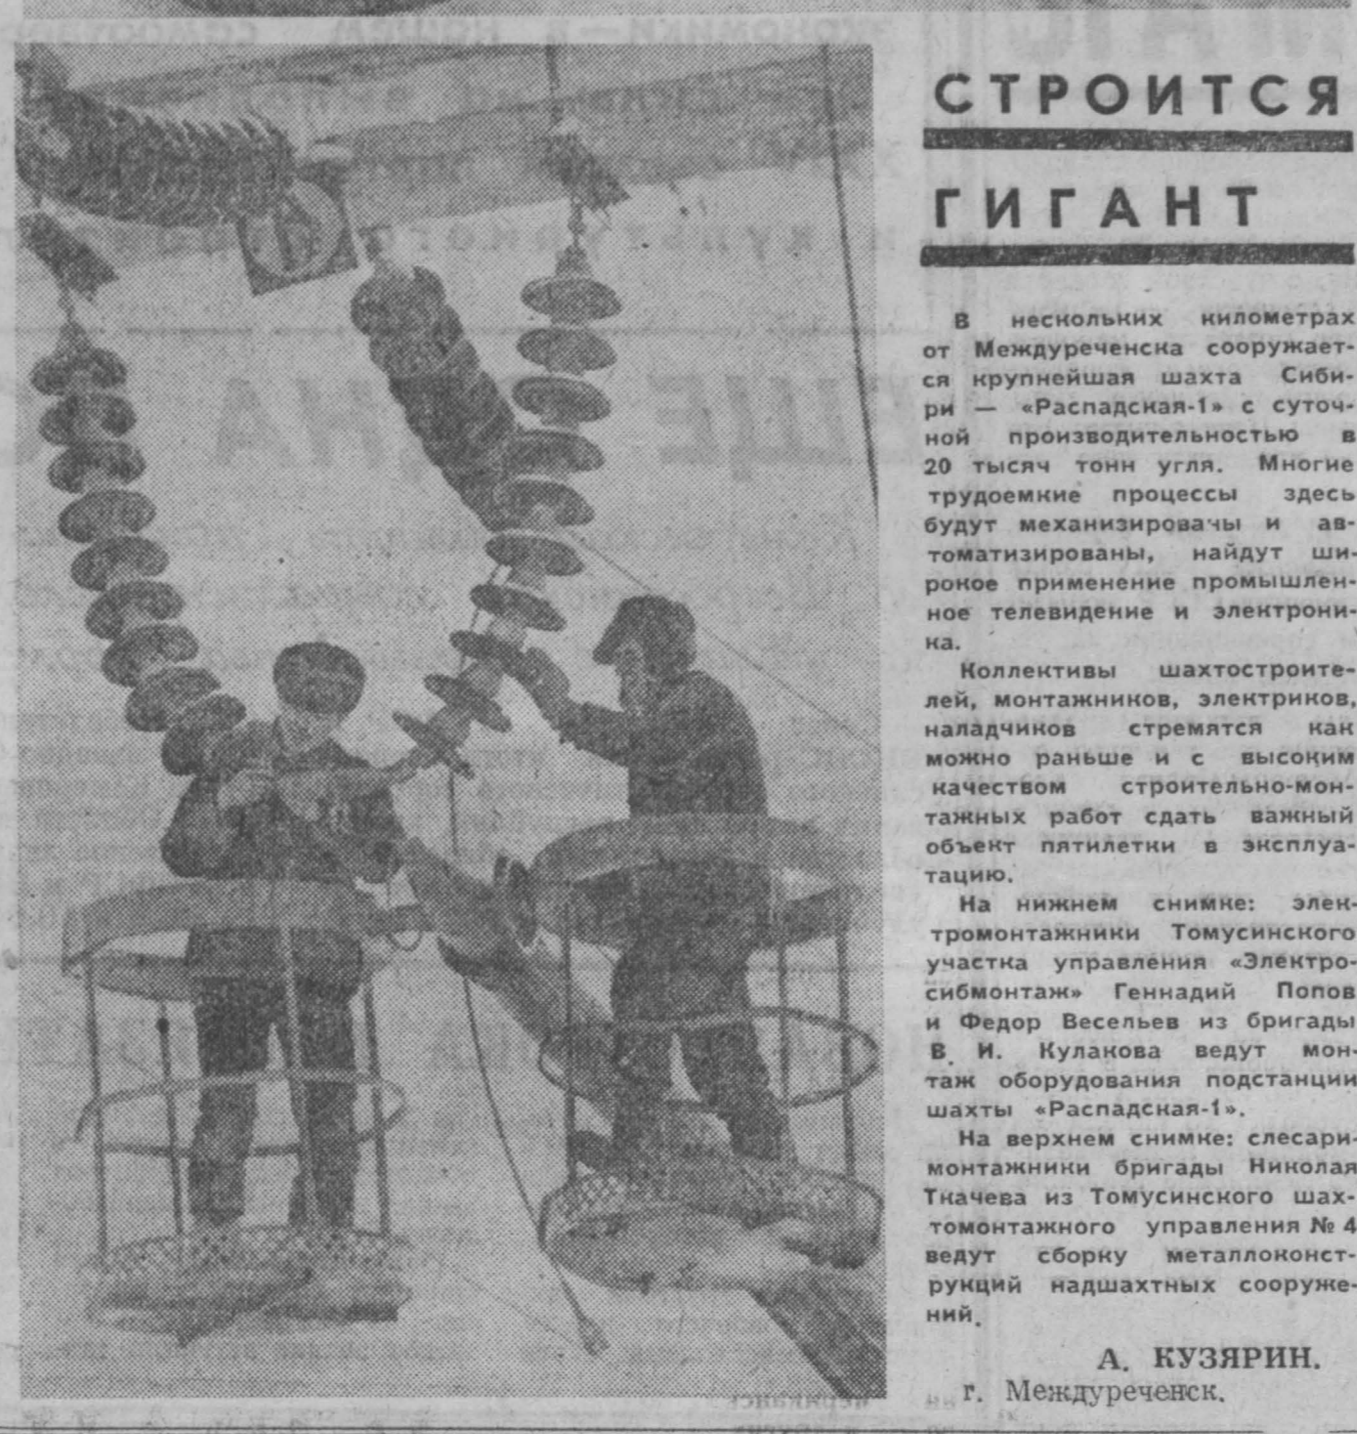 СТРОИТСЯ
ГИГАНТ
В нескольких километрах
от Междуреченска сооружает-
ся крупнейшая шахта Сиби-
ри — «Распадская-1» с суточ-
ной производительностью в
20 тысяч тонн угля. Многие
трудоемкие процессы здесь
будут механизированы и ав-
томатизированы, найдут ши-
рокое применение промышлен-
ное телевидение и электрони-
ка.
Коллективы шахтостроите-
лей, монтажников, электриков,
наладчиков стремятся как
можно раньше и с высоким
качеством строительно-мон-
тажных работ сдать важный
объект пятилетки в эксплуа-
тацию.
На нижнем снимке: элек-
тромонтажники Томусинского
участка управления «Электро-
сибмонтаж» Геннадий Попов
и Федор Весельев из бригады
В. И. Кулакова ведут мон-
таж оборудования подстанции
шахты «Распадская-1».
На верхнем снимке: слесари-
монтажники бригады Николая
Ткачева из Томусинского шах-
томонтажного управления № 4
ведут сборку металлоконст-
рукций надшахтных сооруже-
ний.
А. КУЗЯРИН.
г. Междуреченск.